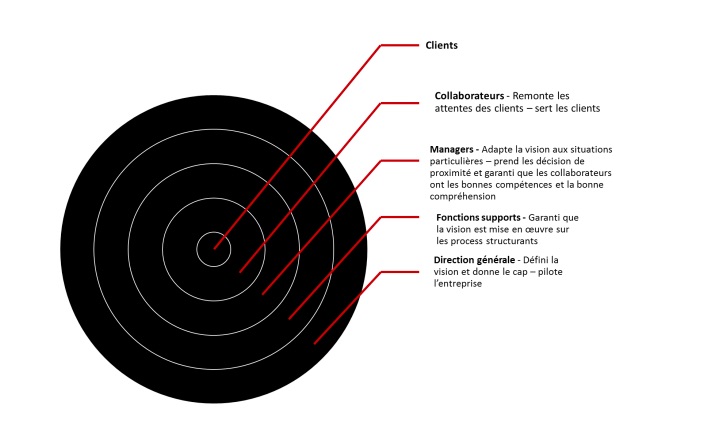 Clients
Collaborateurs - Remonte les
attentes des clients – sert les clients
Managers - Adapte la vision aux situations
particulières – prend les décision de
proximité et garanti que les collaborateurs
ont les bonnes compétences et la bonne
compréhension
Fonctions supports - Garanti que
la vision est mise en œuvre sur
les process structurants
Direction générale - Défini la
vision et donne le cap – pilote
l’entreprise